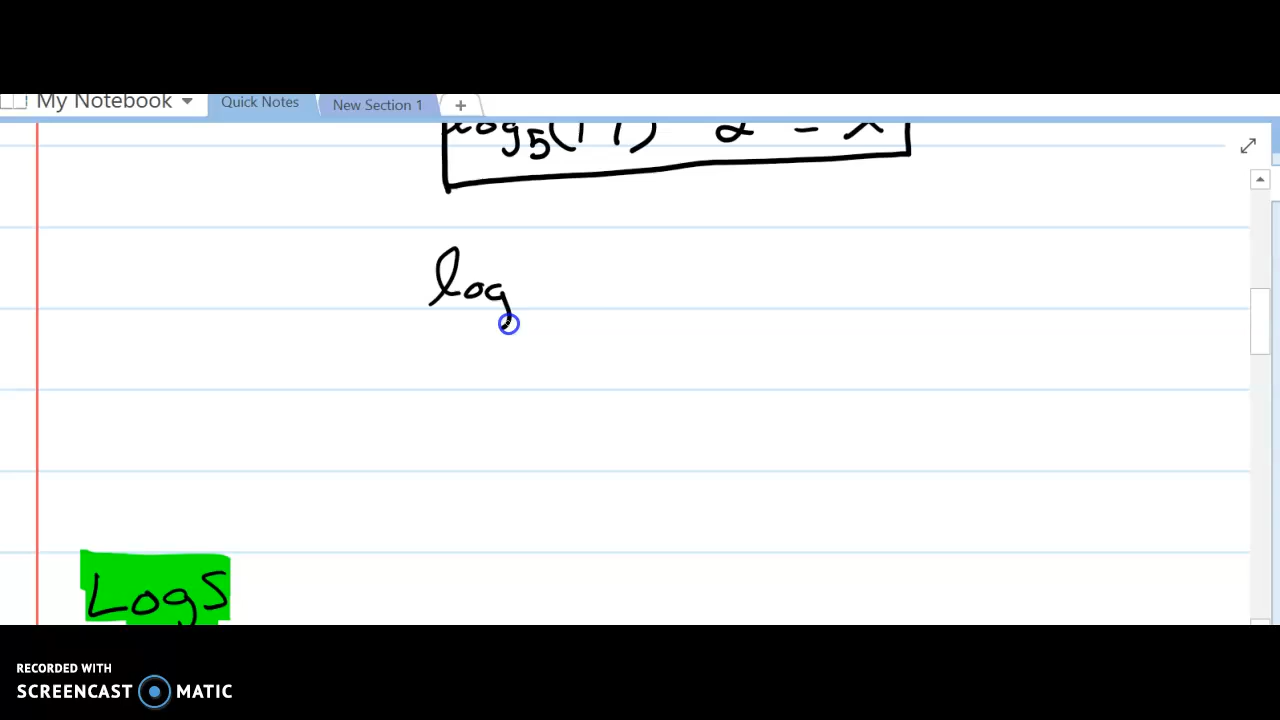 My Notebook Quick Notes New Section 1 +
log
Logs
RECORDED WITH
SCREENCAST MATIC